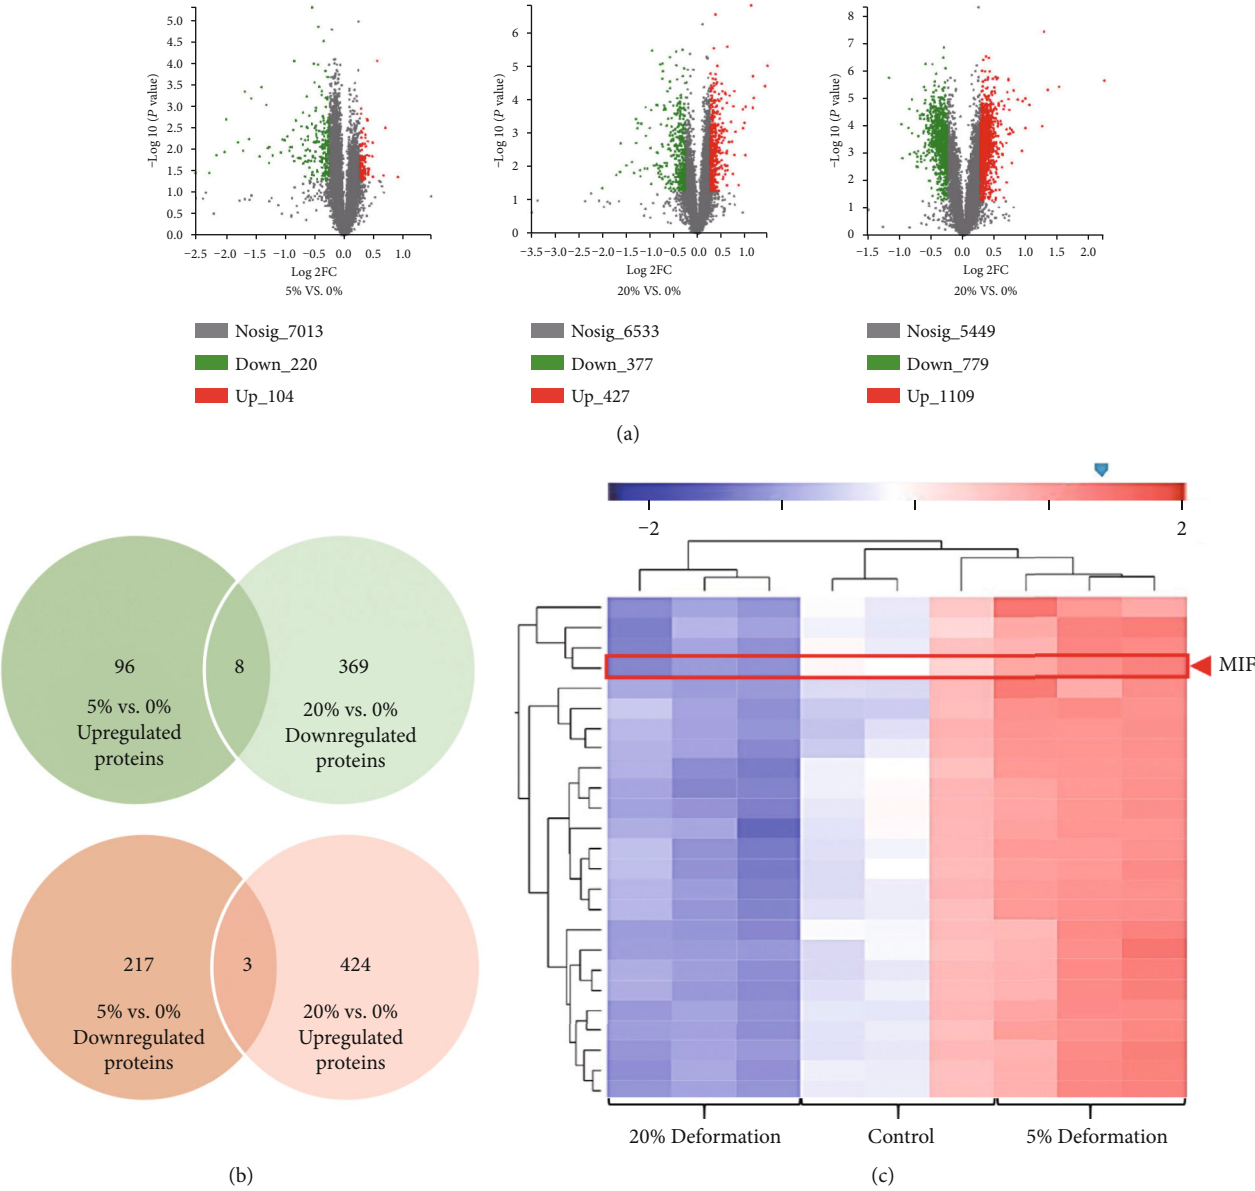 5.0
4.5
4.0
3.5
3.0
2.5
2.0
1.5
1.0
0.5
0.0
−Log 10 (P value)
−2.5 −2.0 −1.5 −1.0 −0.5 0.0 0.5 1.0
Log 2FC
5% VS. 0%
6
5
4
3
2
1
0
−Log 10 (P value)
−3.5 −3.0 −2.5 −2.0 −1.5 −1.0 −0.5 0.0 0.5 1.0
Log 2FC
20% VS. 0%
8
7
6
5
4
3
2
1
0
−Log 10 (P value)
−1.5 −1.0 −0.5 0.0 0.5 1.0 1.5 2.0
Log 2FC
20% VS. 0%
Nosig_7013
Down_220
Up_104
Nosig_6533
Down_377
Up_427
Nosig_5449
Down_779
Up_1109
(a)
96
8
369
5% vs. 0%
Upregulated
proteins
20% vs. 0%
Downregulated
proteins
217
3
424
5% vs. 0%
Downregulated
proteins
20% vs. 0%
Upregulated
proteins
(b)
−2
2
MIF
20% Deformation
Control
5% Deformation
(c)